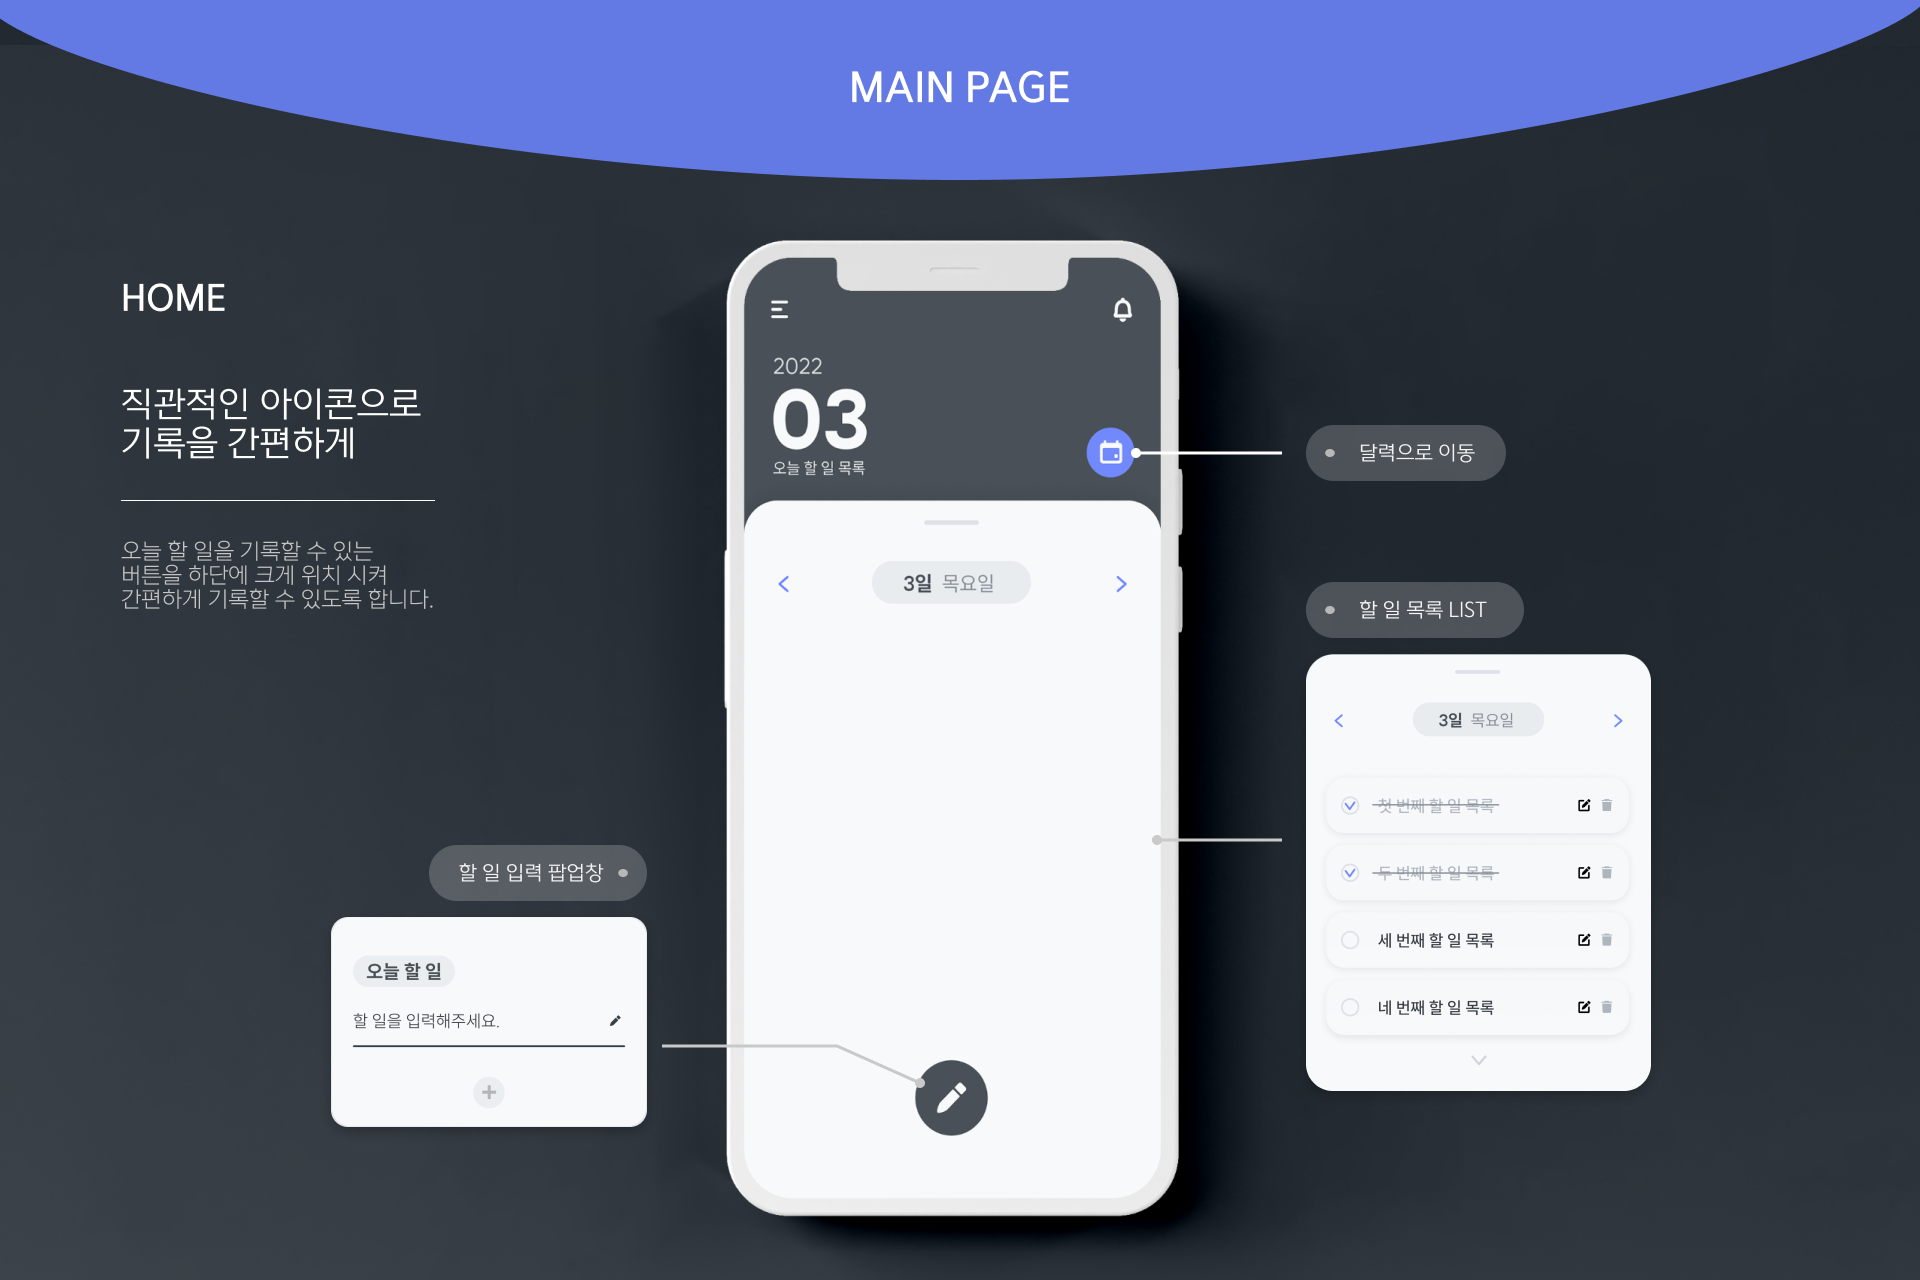 MAIN PAGE
HOME
직관적인 아이콘으로
기록을 간편하게
오늘 할 일을 기록할 수 있는
버튼을 하단에 크게 위치 시켜
간편하게 기록할 수 있도록 합니다.
2022
03
오늘 할 일 목록
3일 목요일
달력으로 이동
할 일 목록 LIST
3일 목요일
첫 번째 할 일 목록
두 번째 할 일 목록
세 번째 할 일 목록
네 번째 할 일 목록
할 일 입력 팝업창
오늘 할 일
할 일을 입력해주세요.